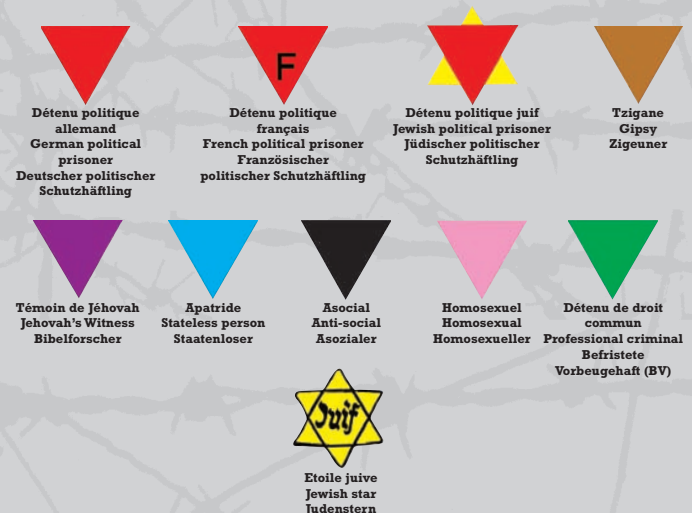 F
Détenu politique
allemand
German political
prisoner
Deutscher politischer
Schutzhäftling
Détenu politique
français
French political prisoner
Französischer
politischer Schutzhäftling
Détenu politique juif
Jewish political prisoner
Jüdischer politischer
Schutzhäftling
Tzigane
Gipsy
Zigeuner
Témoin de Jéhovah
Jehovah's Witness
Bibelforscher
Apatride
Stateless person
Staatenloser
Asocial
Anti-social
Asozialer
Homosexuel
Homosexual
Homosexueller
Détenu de droit
commun
Professional criminal
Befristete
Vorbeugehaft (BV)
Juif
Etoile juive
Jewish star
Judenstern